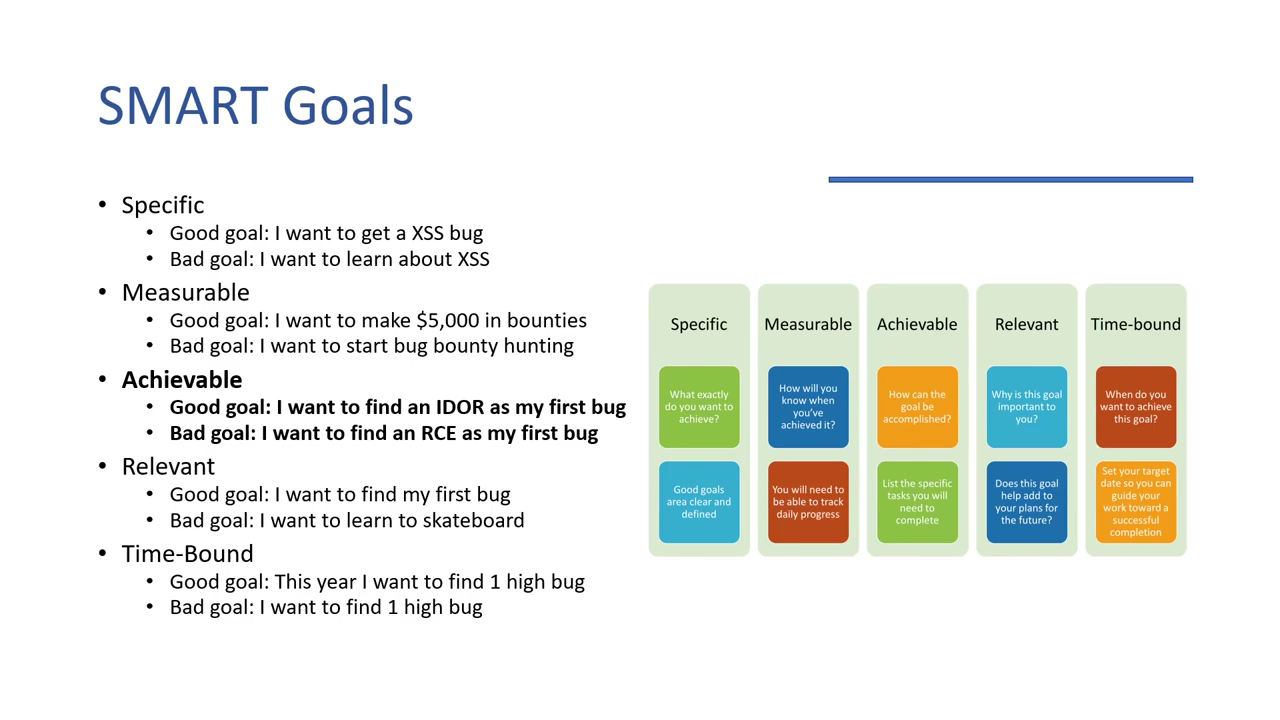 SMART Goals
• Specific
• Good goal: I want to get a XSS bug
• Bad goal: I want to learn about XSS
• Measurable
• Good goal: I want to make $5,000 in bounties
• Bad goal: I want to start bug bounty hunting
• Achievable
• Good goal: I want to find an IDOR as my first bug
• Bad goal: I want to find an RCE as my first bug
• Relevant
• Good goal: I want to find my first bug
• Bad goal: I want to learn to skateboard
• Time-Bound
• Good goal: This year I want to find 1 high bug
• Bad goal: I want to find 1 high bug
Specific
What exactly
do you want to
achieve?
Good goals
area clear and
defined
Measurable
How will you
know when
you've
achieved it?
You will need to
be able to track
daily progress
Achievable
How can the
goal be
accomplished?
List the specific
tasks you will
need to
complete
Relevant
Why is this goal
important to
you?
Does this goal
help add to
your plans for
the future?
Time-bound
When do you
want to achieve
this goal?
Set your target
date so you can
guide your
work toward a
successful
completion